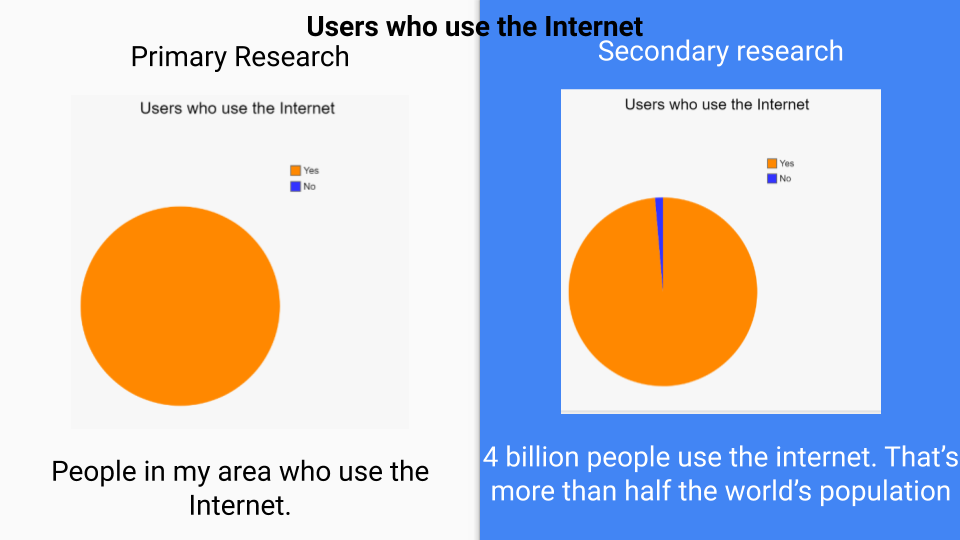 Users who use the Internet
Primary Research
Users who use the Internet
Yes
No
People in my area who use the
Internet.
Secondary research
Users who use the Internet
Yes
No
4 billion people use the internet. That's
more than half the world's population